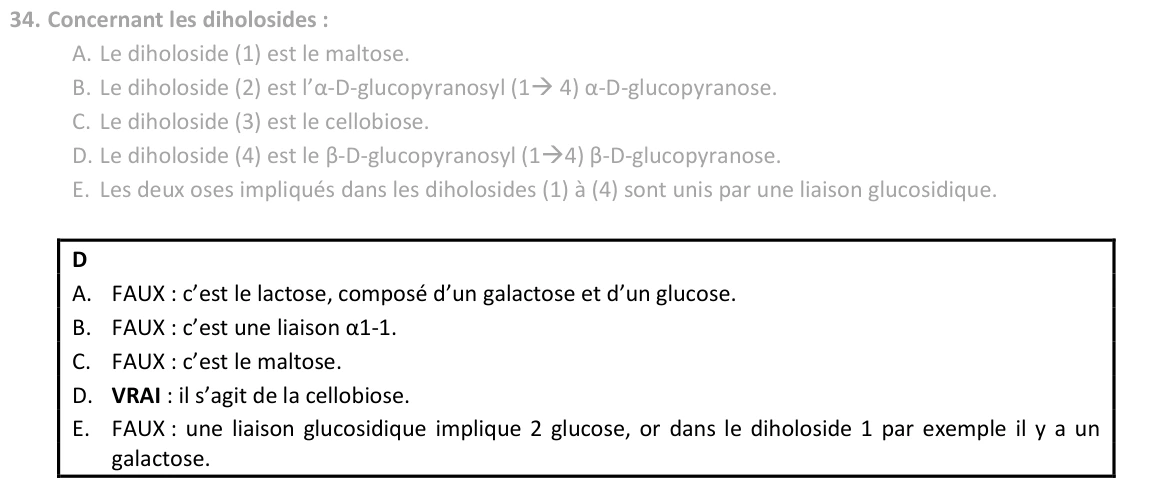 34. Concernant les diholosides :
A. Le diholoside (1) est le maltose.
B. Le diholoside (2) est l’α-D-glucopyranosyl (1→ 4) α-D-glucopyranose.
C. Le diholoside (3) est le cellobiose.
D. Le diholoside (4) est le β-D-glucopyranosyl (1→4) β-D-glucopyranose.
E. Les deux oses impliqués dans les diholosides (1) à (4) sont unis par une liaison glucosidique.
D
A. FAUX : c’est le lactose, composé d’un galactose et d’un glucose.
B. FAUX : c’est une liaison α1-1.
C. FAUX : c’est le maltose.
D. VRAI : il s’agit de la cellobiose.
E. FAUX : une liaison glucosidique implique 2 glucose, or dans le diholoside 1 par exemple il y a un
galactose.